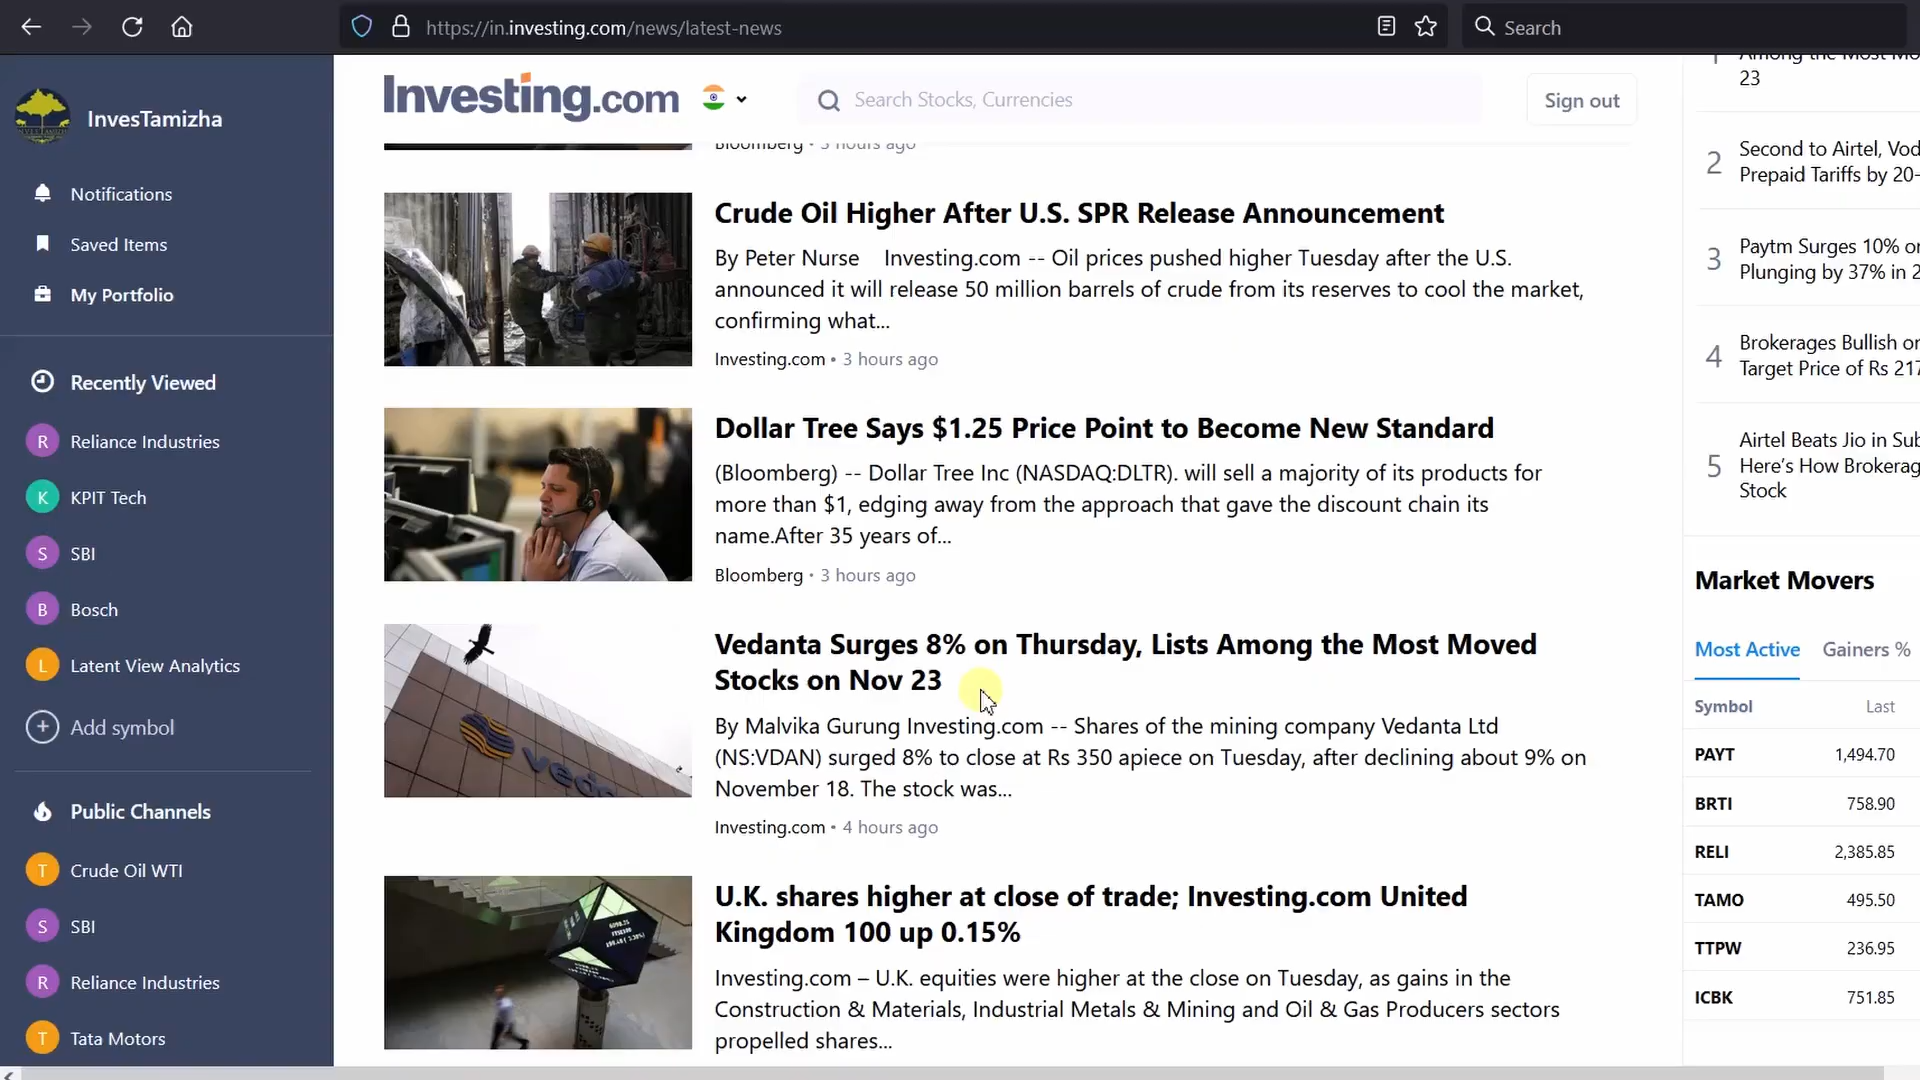 https://in.investing.com/news/latest-news
Search
InvesTamizha
Notifications
Saved Items
My Portfolio
Recently Viewed
R Reliance Industries
K KPIT Tech
S SBI
B Bosch
L Latent View Analytics
+ Add symbol
Public Channels
T Crude Oil WTI
S SBI
R Reliance Industries
T Tata Motors
Investing.com
Search Stocks, Currencies
Sign out
Bloomberg • 3 hours ago
Crude Oil Higher After U.S. SPR Release Announcement
By Peter Nurse Investing.com -- Oil prices pushed higher Tuesday after the U.S.
announced it will release 50 million barrels of crude from its reserves to cool the market,
confirming what...
Investing.com • 3 hours ago
Dollar Tree Says $1.25 Price Point to Become New Standard
(Bloomberg) -- Dollar Tree Inc (NASDAQ:DLTR). will sell a majority of its products for
more than $1, edging away from the approach that gave the discount chain its
name.After 35 years of...
Bloomberg • 3 hours ago
Vedanta Surges 8% on Thursday, Lists Among the Most Moved
Stocks on Nov 23
By Malvika Gurung Investing.com -- Shares of the mining company Vedanta Ltd
(NS:VDAN) surged 8% to close at Rs 350 apiece on Tuesday, after declining about 9% on
November 18. The stock was...
Investing.com • 4 hours ago
U.K. shares higher at close of trade; Investing.com United
Kingdom 100 up 0.15%
Investing.com – U.K. equities were higher at the close on Tuesday, as gains in the
Construction & Materials, Industrial Metals & Mining and Oil & Gas Producers sectors
propelled shares...
1 Among the Most Mo
23
2 Second to Airtel, Vod
Prepaid Tariffs by 20-
3 Paytm Surges 10% or
Plunging by 37% in 2
4 Brokerages Bullish or
Target Price of Rs 217
5 Airtel Beats Jio in Sub
Here's How Brokerag
Stock
Market Movers
Most Active Gainers %
Symbol Last
PAYT 1,494.70
BRTI 758.90
RELI 2,385.85
TAMO 495.50
TTPW 236.95
ICBK 751.85